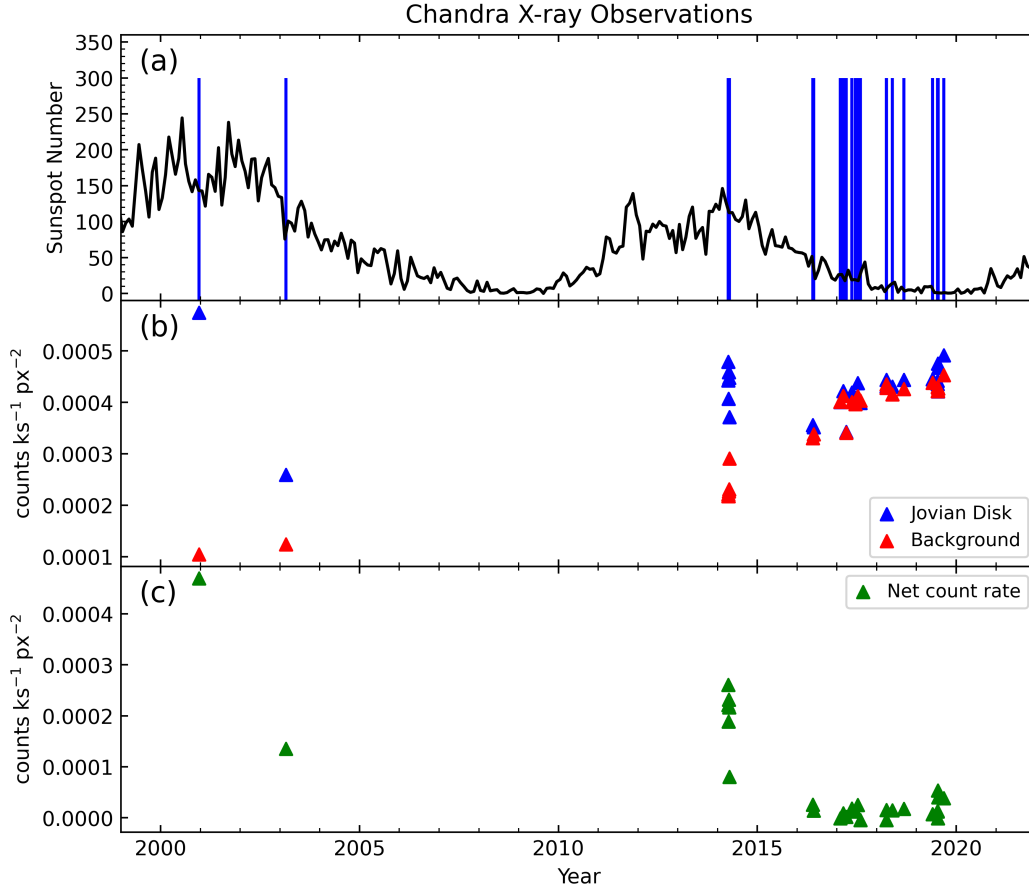 Chandra X-ray Observations
(a)
350
300
250
200
150
100
50
0
Sunspot Number
(b)
0.0005
0.0004
0.0003
0.0002
0.0001
counts ks⁻¹ px⁻²
Jovian Disk
Background
(c)
Net count rate
0.0004
0.0003
0.0002
0.0001
0.0000
counts ks⁻¹ px⁻²
2000 2005 2010 2015 2020
Year